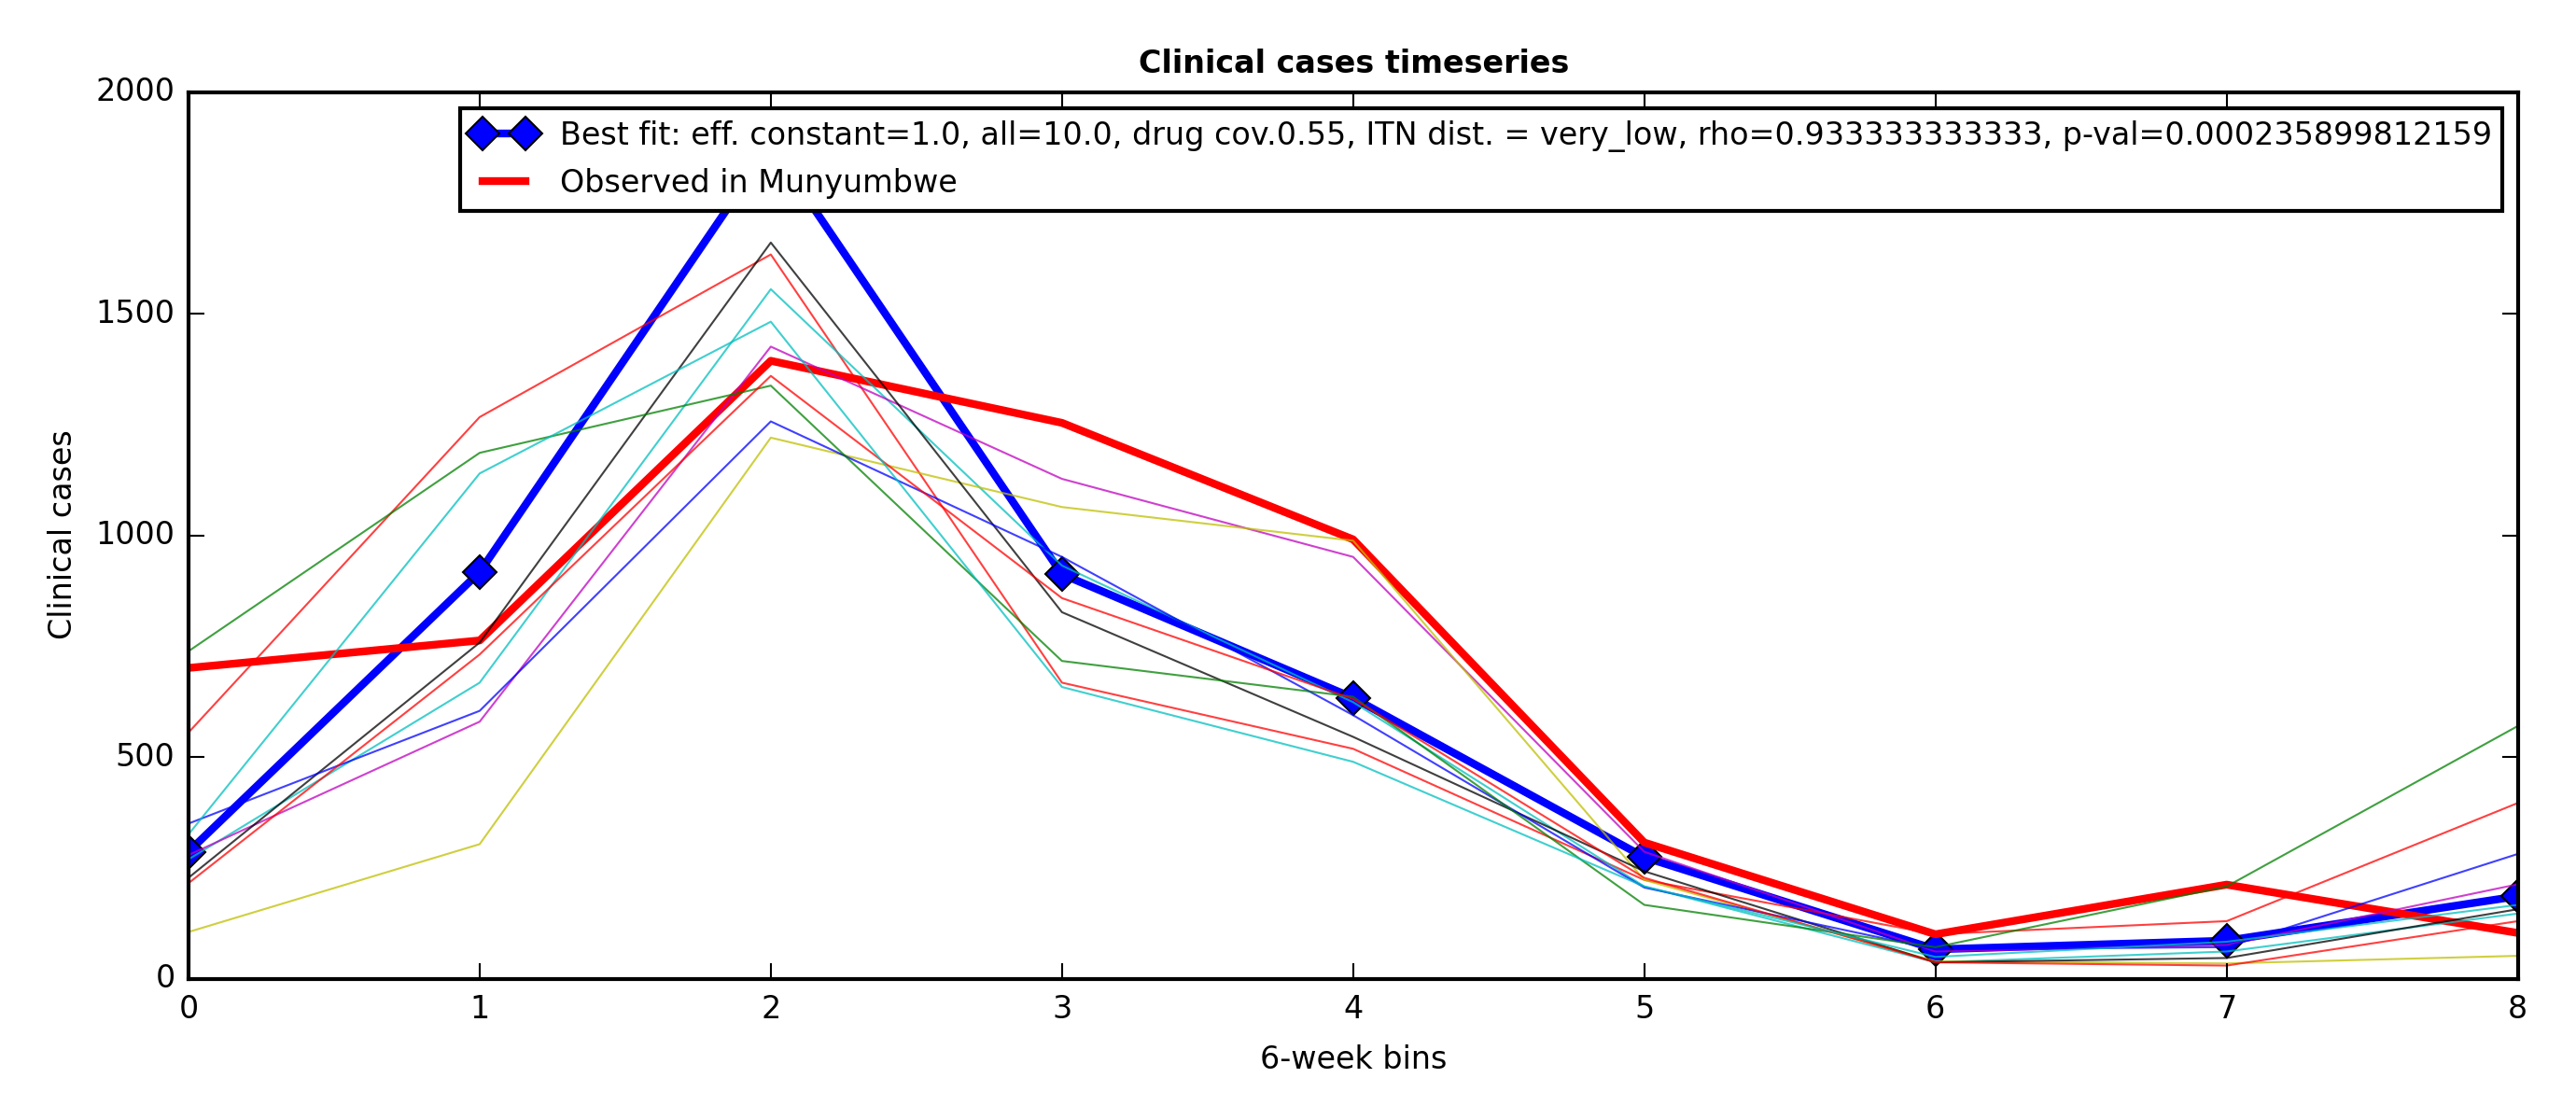 Clinical cases timeseries
2000
1500
1000
500
0
Clinical cases
Best fit: eff. constant=1.0, all=10.0, drug cov.0.55, ITN dist. = very_low, rho=0.933333333333, p-val=0.000235899812159
Observed in Munyumbwe
0 1 2 3 4 5 6 7 8
6-week bins